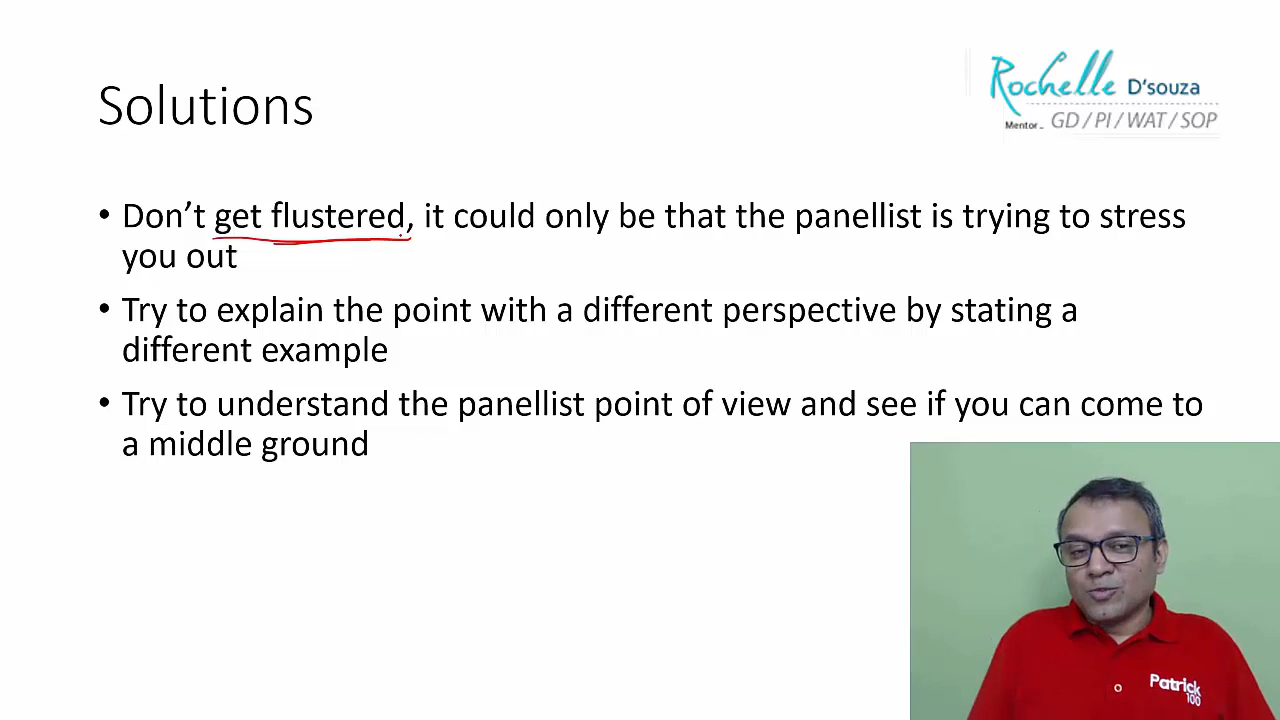 Rochelle D'souza
Mentor - GD / PI / WAT / SOP
Solutions
• Don't get flustered, it could only be that the panellist is trying to stress
you out
• Try to explain the point with a different perspective by stating a
different example
• Try to understand the panellist point of view and see if you can come to
a middle ground
Patrick
100